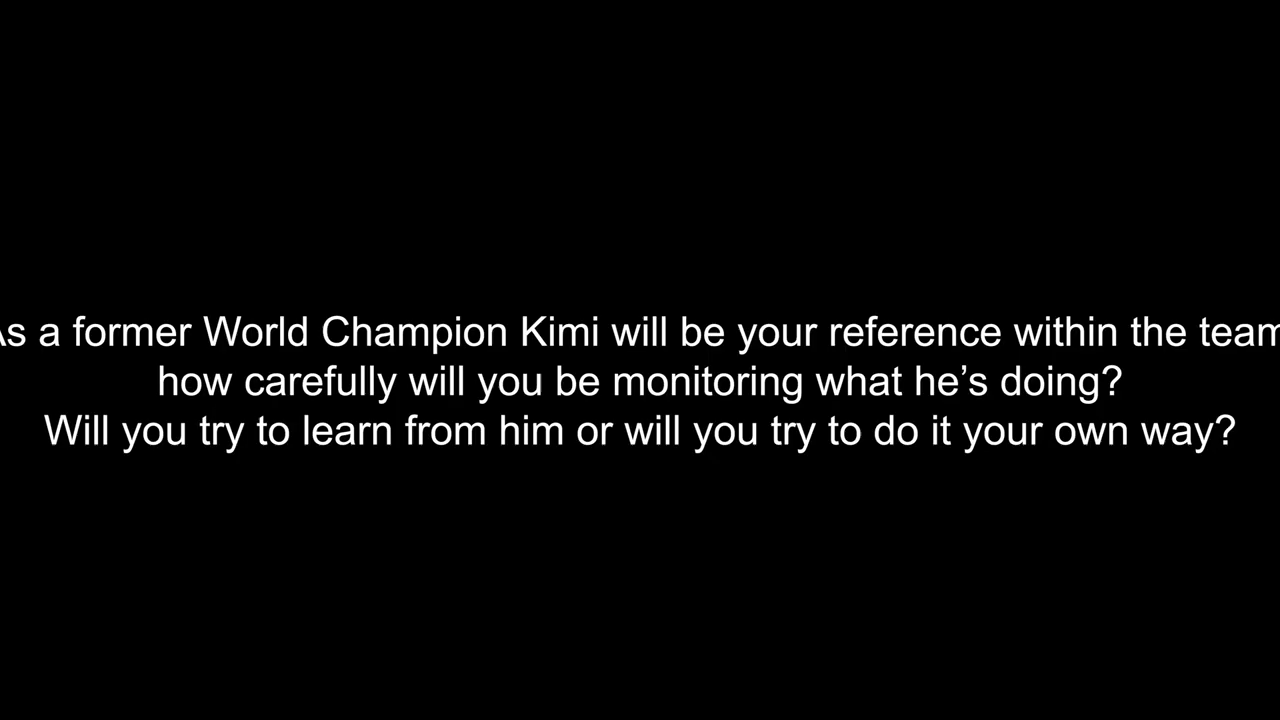 As a former World Champion Kimi will be your reference within the team
how carefully will you be monitoring what he’s doing?
Will you try to learn from him or will you try to do it your own way?